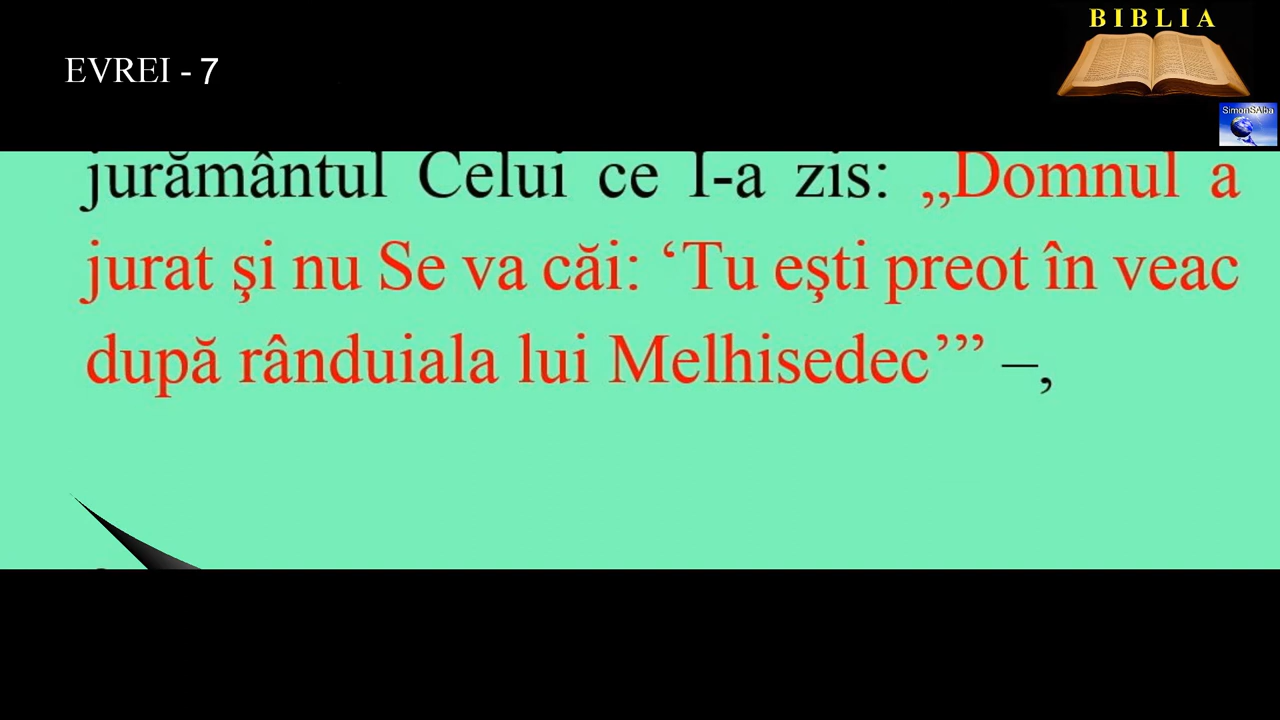 BIBLIA
EVREI - 7
SimonSAlba
jurământul Celui ce I-a zis: „Domnul a
jurat şi nu Se va căi: ‘Tu eşti preot în veac
după rânduiala lui Melhisedec’” –,